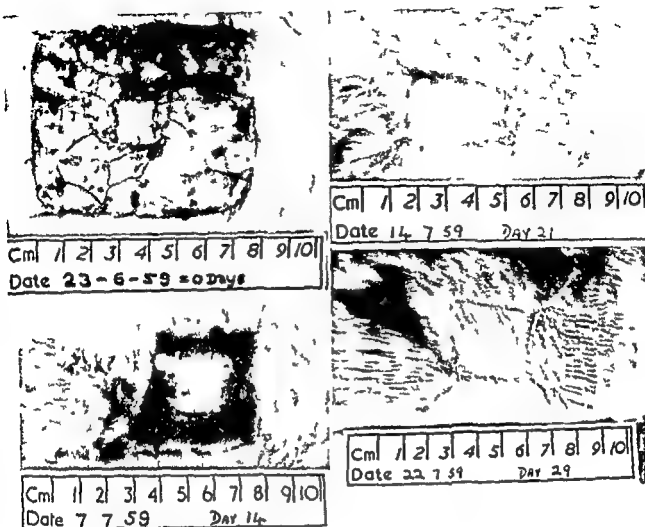 Cm 1 2 3 4 5 6 7 8 9 10
Date 23-6-59 = 0 Days
Cm 1 2 3 4 5 6 7 8 9 10
Date 7 7 59 DAY 14
Cm 1 2 3 4 5 6 7 8 9 10
Date 14 7 59 DAY 21
Cm 1 2 3 4 5 6 7 8 9 10
Date 22 7 59 DAY 29